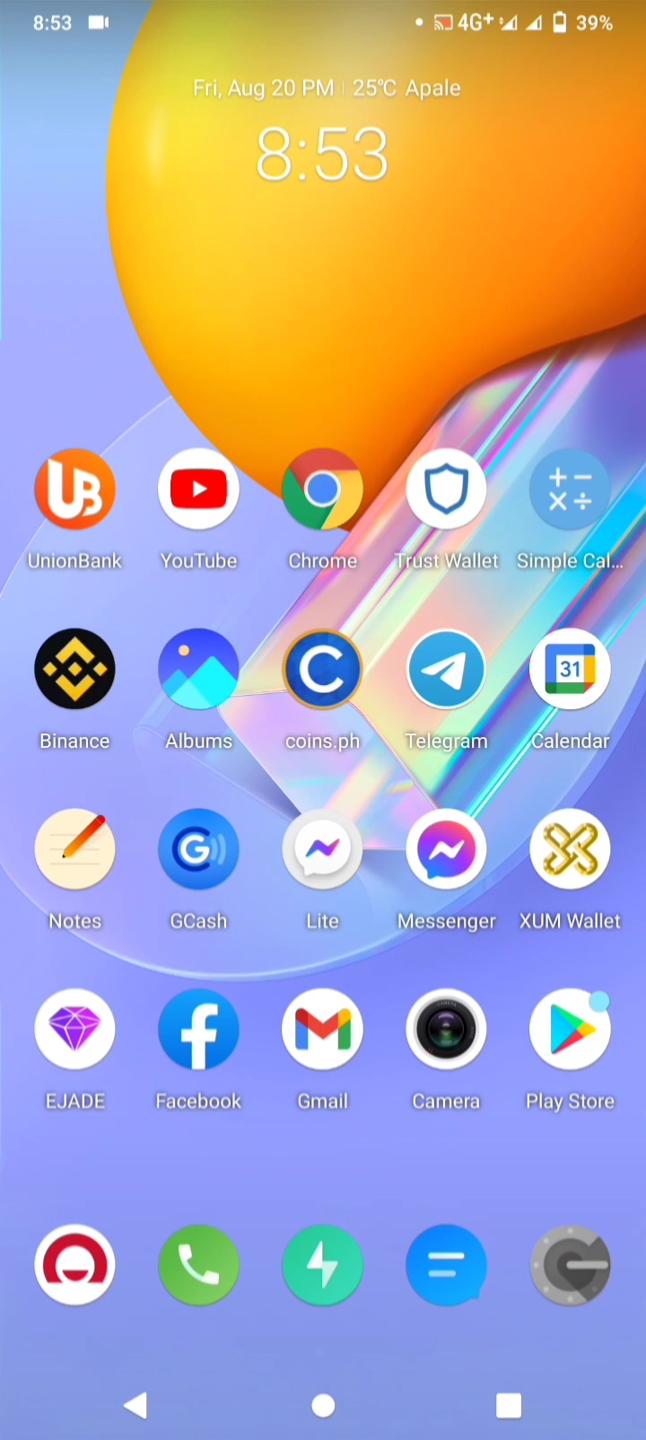 8:53 4G+ 39%
Fri, Aug 20 PM 25℃ Apale
8:53
UnionBank YouTube Chrome Trust Wallet Simple Cal...
31
Binance Albums coins.ph Telegram Calendar
Notes GCash Lite Messenger XUM Wallet
EJADE Facebook Gmail Camera Play Store